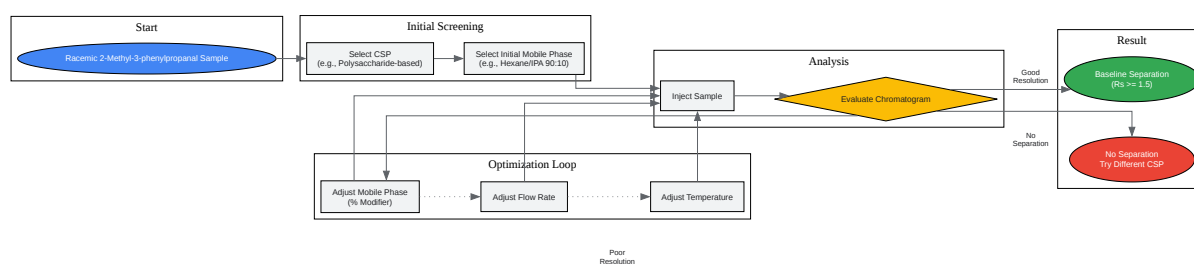 Start
Racemic 2-Methyl-3-phenylpropanal Sample
Initial Screening
Select CSP
(e.g., Polysaccharide-based)
Select Initial Mobile Phase
(e.g., Hexane/IPA 90:10)
Analysis
Inject Sample
Evaluate Chromatogram
Good
Resolution
No
Separation
Result
Baseline Separation
(Rs >= 1.5)
No Separation
Try Different CSP
Optimization Loop
Adjust Mobile Phase
(% Modifier)
Adjust Flow Rate
Adjust Temperature
Poor
Resolution